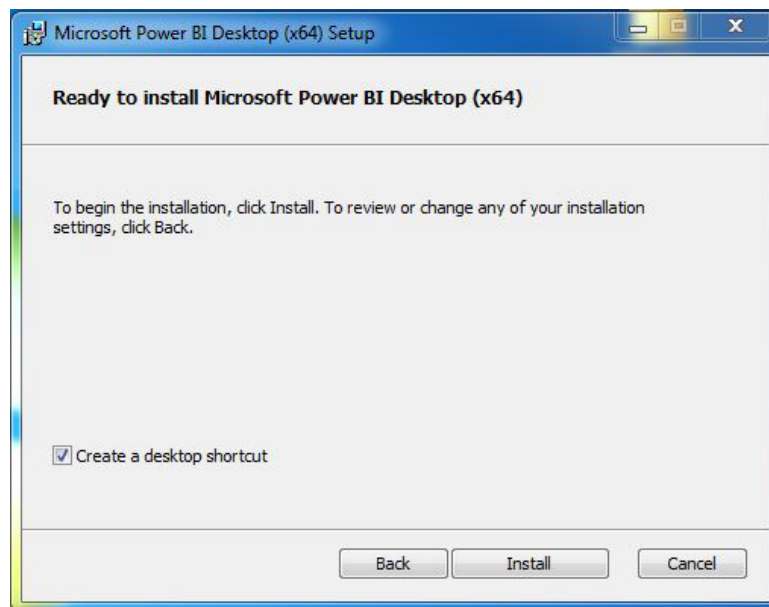 Microsoft Power BI Desktop (x64) Setup
Ready to install Microsoft Power BI Desktop (x64)
To begin the installation, click Install. To review or change any of your installation
settings, click Back.
Create a desktop shortcut
Back Install Cancel